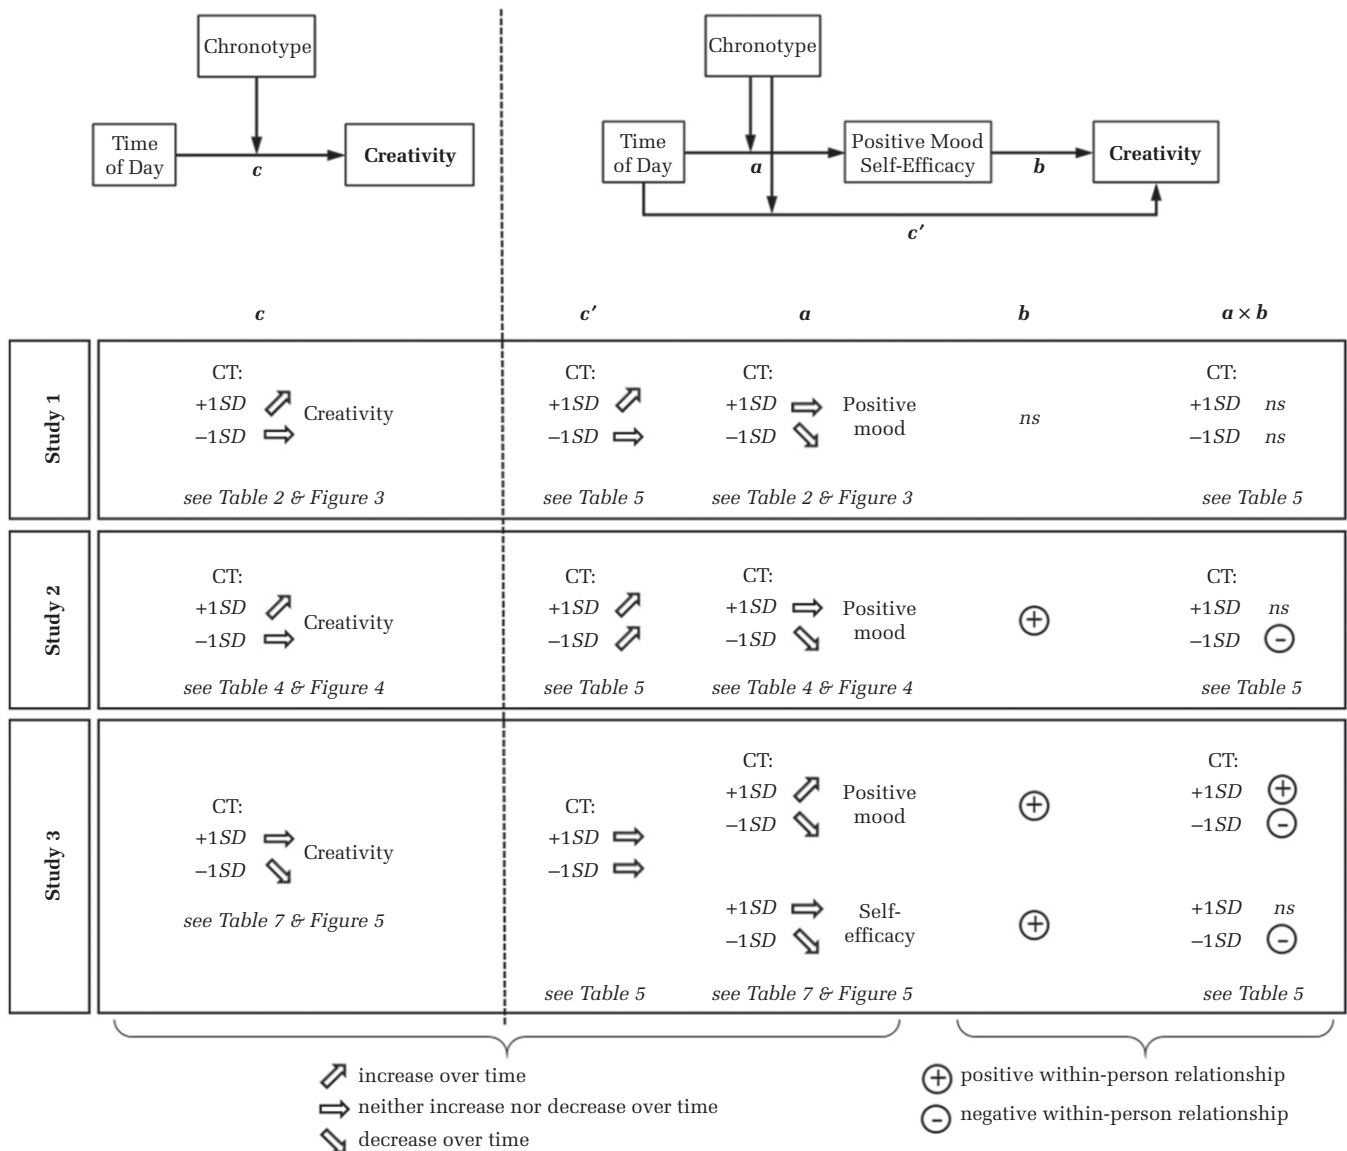 Chronotype
Time
of Day
c
Creativity
Chronotype
Time
of Day
a
Positive Mood
Self-Efficacy
b
Creativity
c′
c
c′
a
b
a × b
Study 1
CT:
+1SD
−1SD
Creativity
see Table 2 & Figure 3
CT:
+1SD
−1SD
see Table 5
CT:
+1SD
−1SD
Positive
mood
see Table 2 & Figure 3
ns
CT:
+1SD ns
−1SD ns
see Table 5
Study 2
CT:
+1SD
−1SD
Creativity
see Table 4 & Figure 4
CT:
+1SD
−1SD
see Table 5
CT:
+1SD
−1SD
Positive
mood
see Table 4 & Figure 4
+
CT:
+1SD ns
−1SD −
see Table 5
Study 3
CT:
+1SD
−1SD
Creativity
see Table 7 & Figure 5
CT:
+1SD
−1SD
see Table 5
CT:
+1SD
−1SD
Positive
mood
+1SD
−1SD
Self-
efficacy
see Table 7 & Figure 5
+
+
CT:
+1SD +
−1SD −
+1SD ns
−1SD −
see Table 5
increase over time
neither increase nor decrease over time
decrease over time
+ positive within-person relationship
− negative within-person relationship